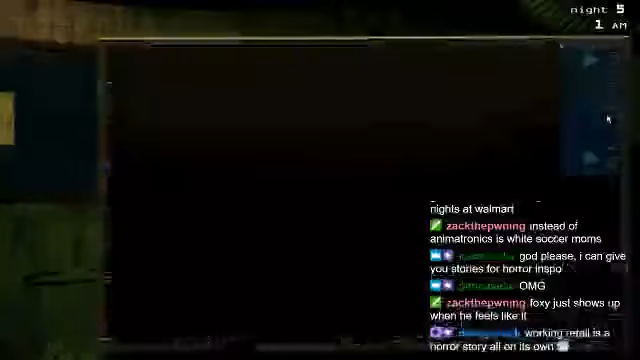 night 5
1 AM
nights at walmart
zackthepwning instead of
animatronics is white soccer moms
god please, i can give
you stories for horror inspo
OMG
zackthepwning foxy just shows up
when he feels like it
working retail is a
horror story all on its own